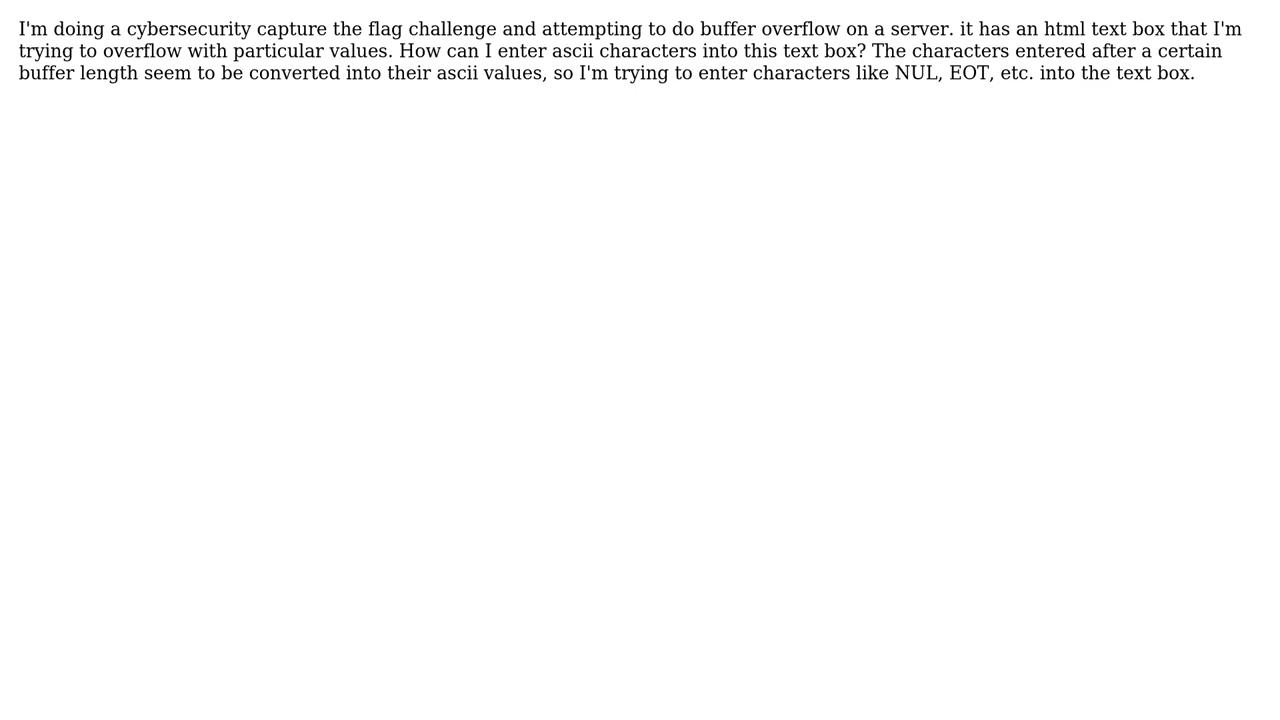 I'm doing a cybersecurity capture the flag challenge and attempting to do buffer overflow on a server. it has an html text box that I'm
trying to overflow with particular values. How can I enter ascii characters into this text box? The characters entered after a certain
buffer length seem to be converted into their ascii values, so I'm trying to enter characters like NUL, EOT, etc. into the text box.